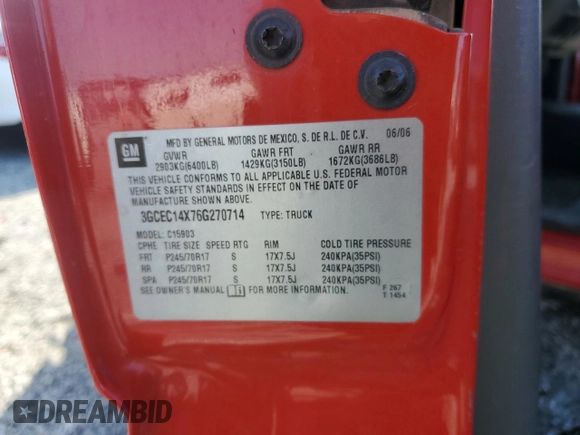 GM
MFD BY GENERAL MOTORS DE MEXICO, S. DE R.L. DE C.V. 06/06
GVWR GAWR FRT GAWR RR
2903KG(6400LB) 1429KG(3150LB) 1672KG(3686LB)
THIS VEHICLE CONFORMS TO ALL APPLICABLE U.S. FEDERAL MOTOR
VEHICLE SAFETY STANDARDS IN EFFECT ON THE DATE OF
MANUFACTURE SHOWN ABOVE.
3GCEC14X76G270714 TYPE: TRUCK
MODEL: C15903
CPHE TIRE SIZE SPEED RTG RIM COLD TIRE PRESSURE
FRT P245/70R17 S 17X7.5J 240KPA(35PSI)
RR P245/70R17 S 17X7.5J 240KPA(35PSI)
SPA P245/70R17 S 17X7.5J 240KPA(35PSI)
SEE OWNER'S MANUAL FOR MORE INFORMATION.
F 267
T 1454
DREAMBID